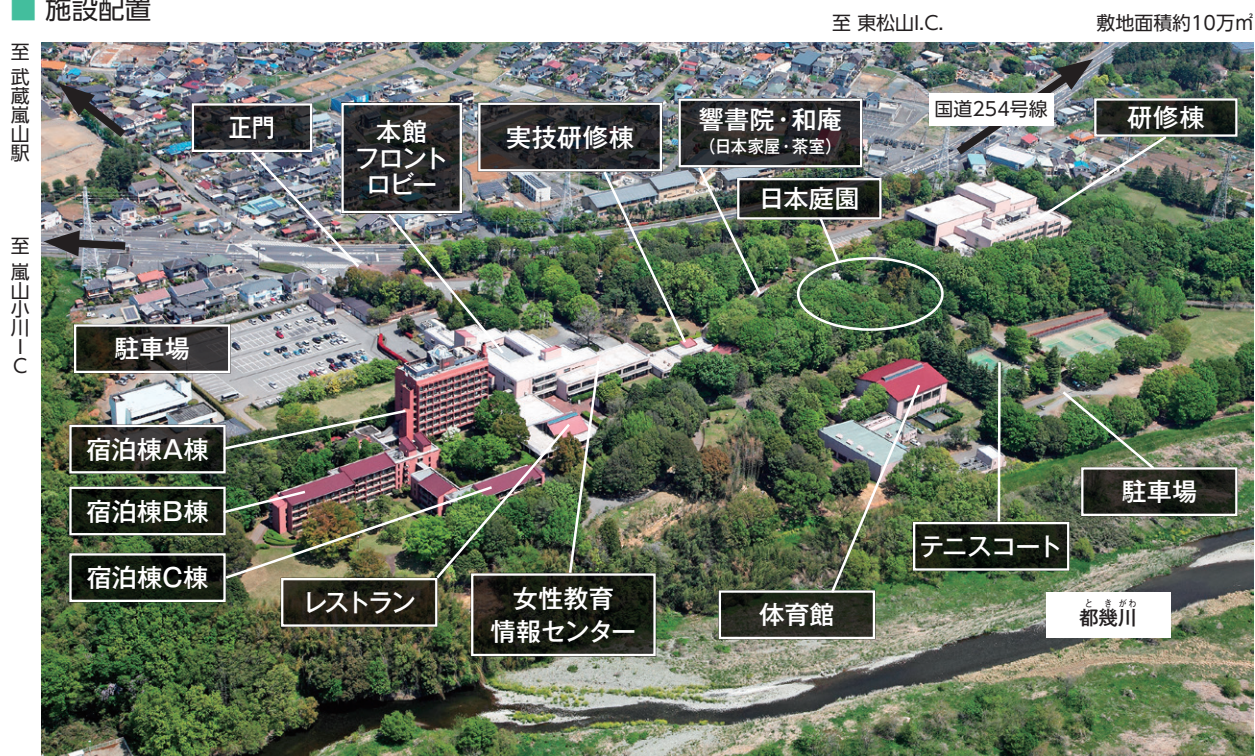 施設配置
至 東松山I.C.
敷地面積約10万㎡
至 武蔵嵐山駅
至 嵐山小川IC
正門
本館
フロント
ロビー
実技研修棟
響書院・和庵
（日本家屋・茶室）
国道254号線
研修棟
日本庭園
駐車場
宿泊棟A棟
宿泊棟B棟
宿泊棟C棟
レストラン
女性教育
情報センター
体育館
テニスコート
駐車場
ときがわ
都幾川